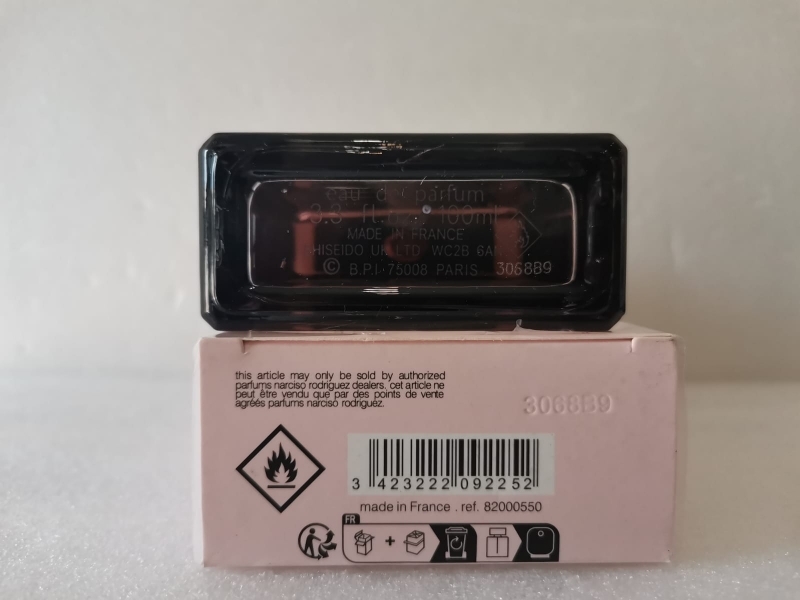 eau de parfum
3.3 fl.oz. 100ml
MADE IN FRANCE
SHISEIDO UK LTD WC2B
© B.P.I. 75008 PARIS 306889
this article may only be sold by authorized
parfums narciso rodriguez dealers. cet article ne
peut être vendu que par des points de vente
agréés parfums narciso rodriguez.
306889
3 423222 092252
made in France . ref. 82000550
FR
+